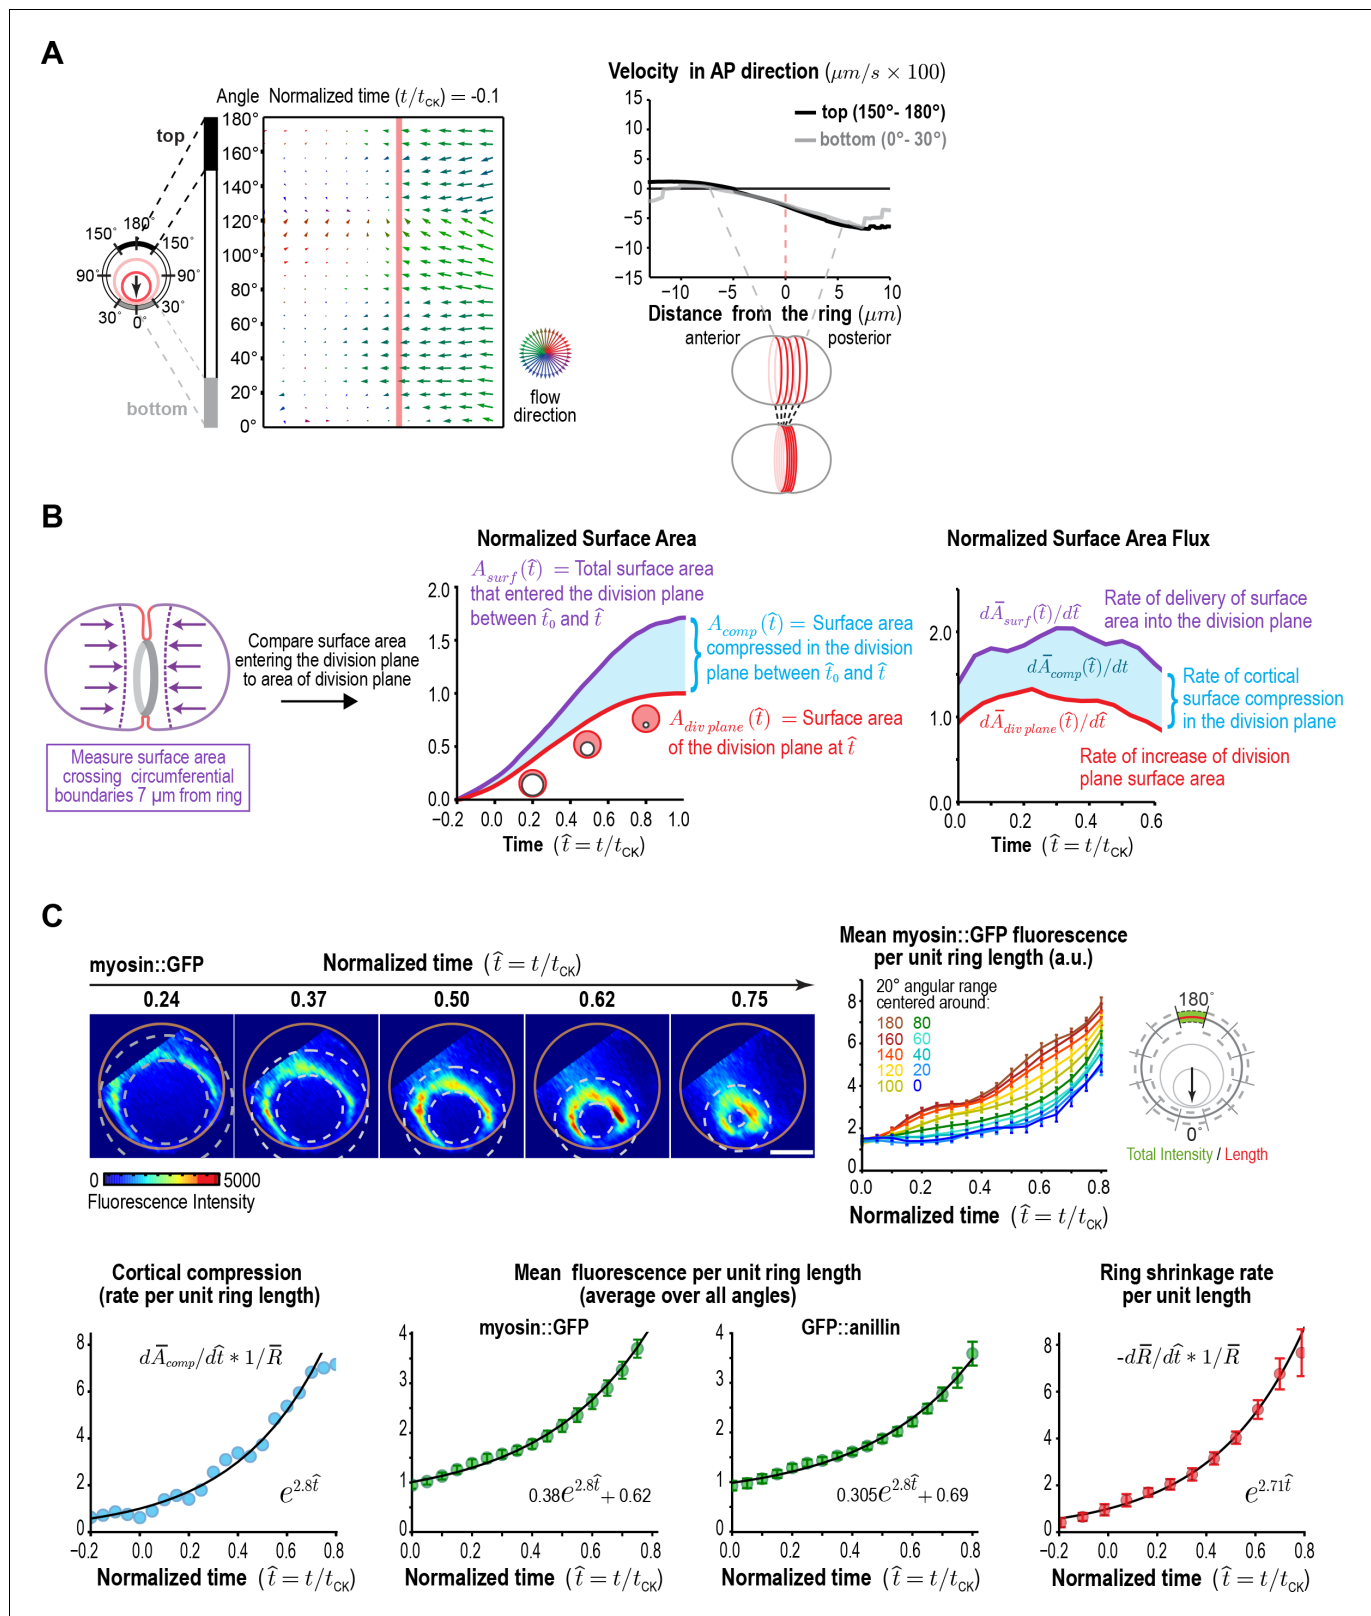 A
Angle Normalized time (t/t_CK) = -0.1
top
bottom
180°
160°
140°
120°
100°
80°
60°
40°
20°
0°
180°
150° 150°
90° 90°
30° 30°
0°
flow
direction
Velocity in AP direction (μm/s × 100)
15
10
5
0
−5
−10
−15
top (150°- 180°)
bottom (0°- 30°)
−10 −5 0 5 10
Distance from the ring (μm)
anterior posterior
B
Measure surface area
crossing circumferential
boundaries 7 µm from ring
Compare surface area
entering the division plane
to area of division plane
Normalized Surface Area
A_surf(t̂) = Total surface area
that entered the division plane
between t̂₀ and t̂
A_comp(t̂) = Surface area
compressed in the division
plane between t̂₀ and t̂
A_div plane(t̂) = Surface area
of the division plane at t̂
2.0
1.5
1.0
0.5
0.0
−0.2 0.0 0.2 0.4 0.6 0.8 1.0
Time (t̂ = t/t_CK)
Normalized Surface Area Flux
dĀ_surf(t̂)/dt̂
Rate of delivery of surface
area into the division plane
dĀ_comp(t̂)/dt
Rate of cortical
surface compression
in the division plane
dĀ_div plane(t̂)/dt̂
Rate of increase of division
plane surface area
2.0
1.0
0.0
0.0 0.2 0.4 0.6
Time (t̂ = t/t_CK)
C
myosin::GFP
Normalized time (t̂ = t/t_CK)
0.24 0.37 0.50 0.62 0.75
0 5000
Fluorescence Intensity
Mean myosin::GFP fluorescence
per unit ring length (a.u.)
20° angular range
centered around:
180 80
160 60
140 40
120 20
100 0
8
6
4
2
0
0.0 0.2 0.4 0.6 0.8
Normalized time (t̂ = t/t_CK)
180°
0°
Total Intensity / Length
Cortical compression
(rate per unit ring length)
dĀ_comp/dt̂ * 1/R̄
e^2.8t̂
8
6
4
2
0
−0.2 0.0 0.2 0.4 0.6 0.8
Normalized time (t̂ = t/t_CK)
Mean fluorescence per unit ring length
(average over all angles)
myosin::GFP
0.38e^2.8t̂ + 0.62
4
3
2
1
0
0.0 0.2 0.4 0.6 0.8
Normalized time (t̂ = t/t_CK)
GFP::anillin
0.305e^2.8t̂ + 0.69
4
3
2
1
0
0.0 0.2 0.4 0.6 0.8
Normalized time (t̂ = t/t_CK)
Ring shrinkage rate
per unit length
-dR̄/dt̂ * 1/R̄
e^2.71t̂
8
6
4
2
0
−0.2 0.0 0.2 0.4 0.6 0.8
Normalized time (t̂ = t/t_CK)